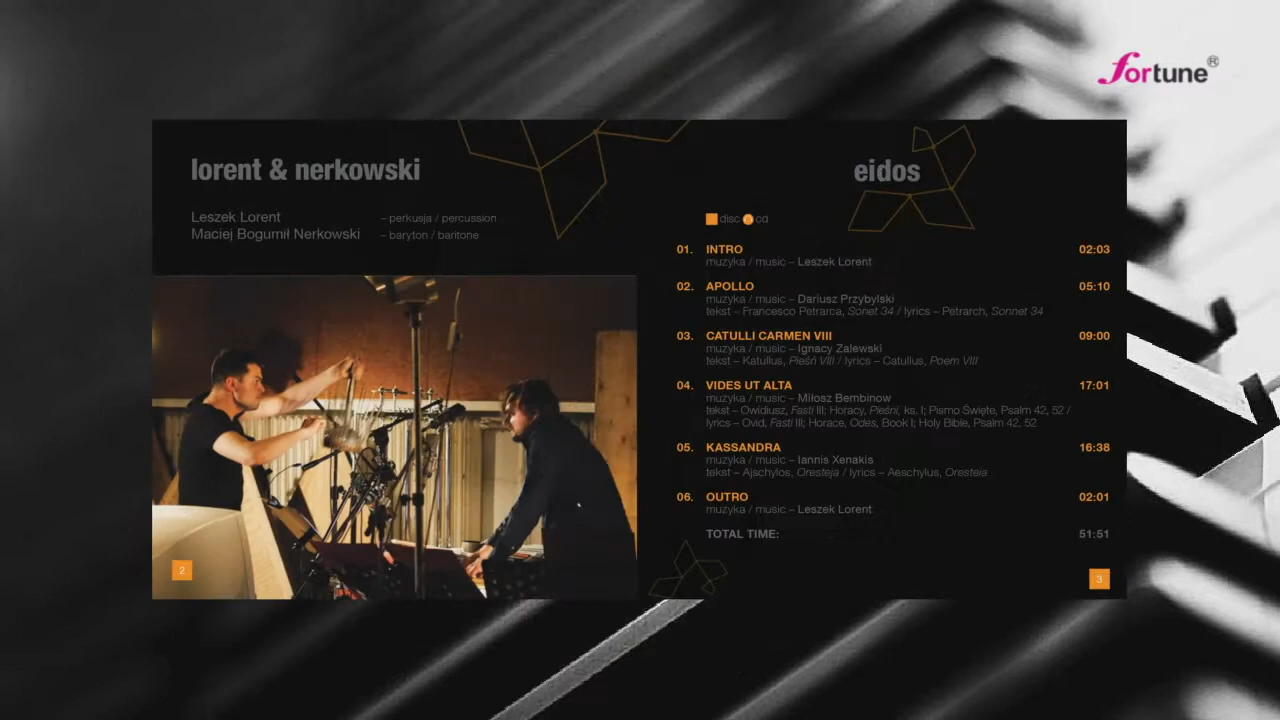 fortune®
lorent & nerkowski
Leszek Lorent – perkusja / percussion
Maciej Bogumił Nerkowski – baryton / baritone
2
eidos
disc a cd
01. INTRO 02:03
muzyka / music – Leszek Lorent
02. APOLLO 05:10
muzyka / music – Dariusz Przybylski
tekst – Francesco Petrarca, Sonet 34 / lyrics – Petrarch, Sonnet 34
03. CATULLI CARMEN VIII 09:00
muzyka / music – Ignacy Zalewski
tekst – Katullus, Pieśń VIII / lyrics – Catullus, Poem VIII
04. VIDES UT ALTA 17:01
muzyka / music – Miłosz Bembinow
tekst – Owidiusz, Fasti III; Horacy, Pieśni, ks. I; Pismo Święte, Psalm 42, 52 /
lyrics – Ovid, Fasti III; Horace, Odes, Book I; Holy Bible, Psalm 42, 52
05. KASSANDRA 16:38
muzyka / music – Iannis Xenakis
tekst – Ajschylos, Oresteja / lyrics – Aeschylus, Oresteia
06. OUTRO 02:01
muzyka / music – Leszek Lorent
TOTAL TIME: 51:51
3